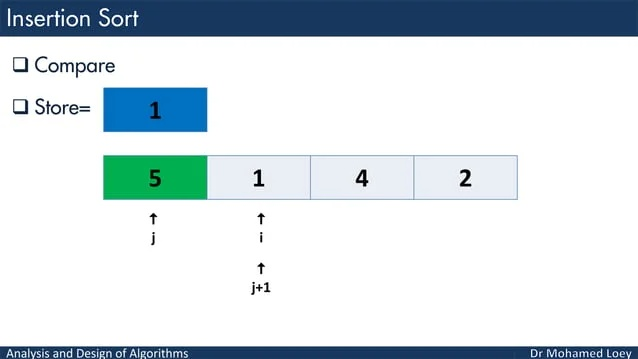 Insertion Sort
❑ Compare
❑ Store= 1
5 1 4 2
↑ ↑
j i
↑
j+1
Analysis and Design of Algorithms Dr Mohamed Loey